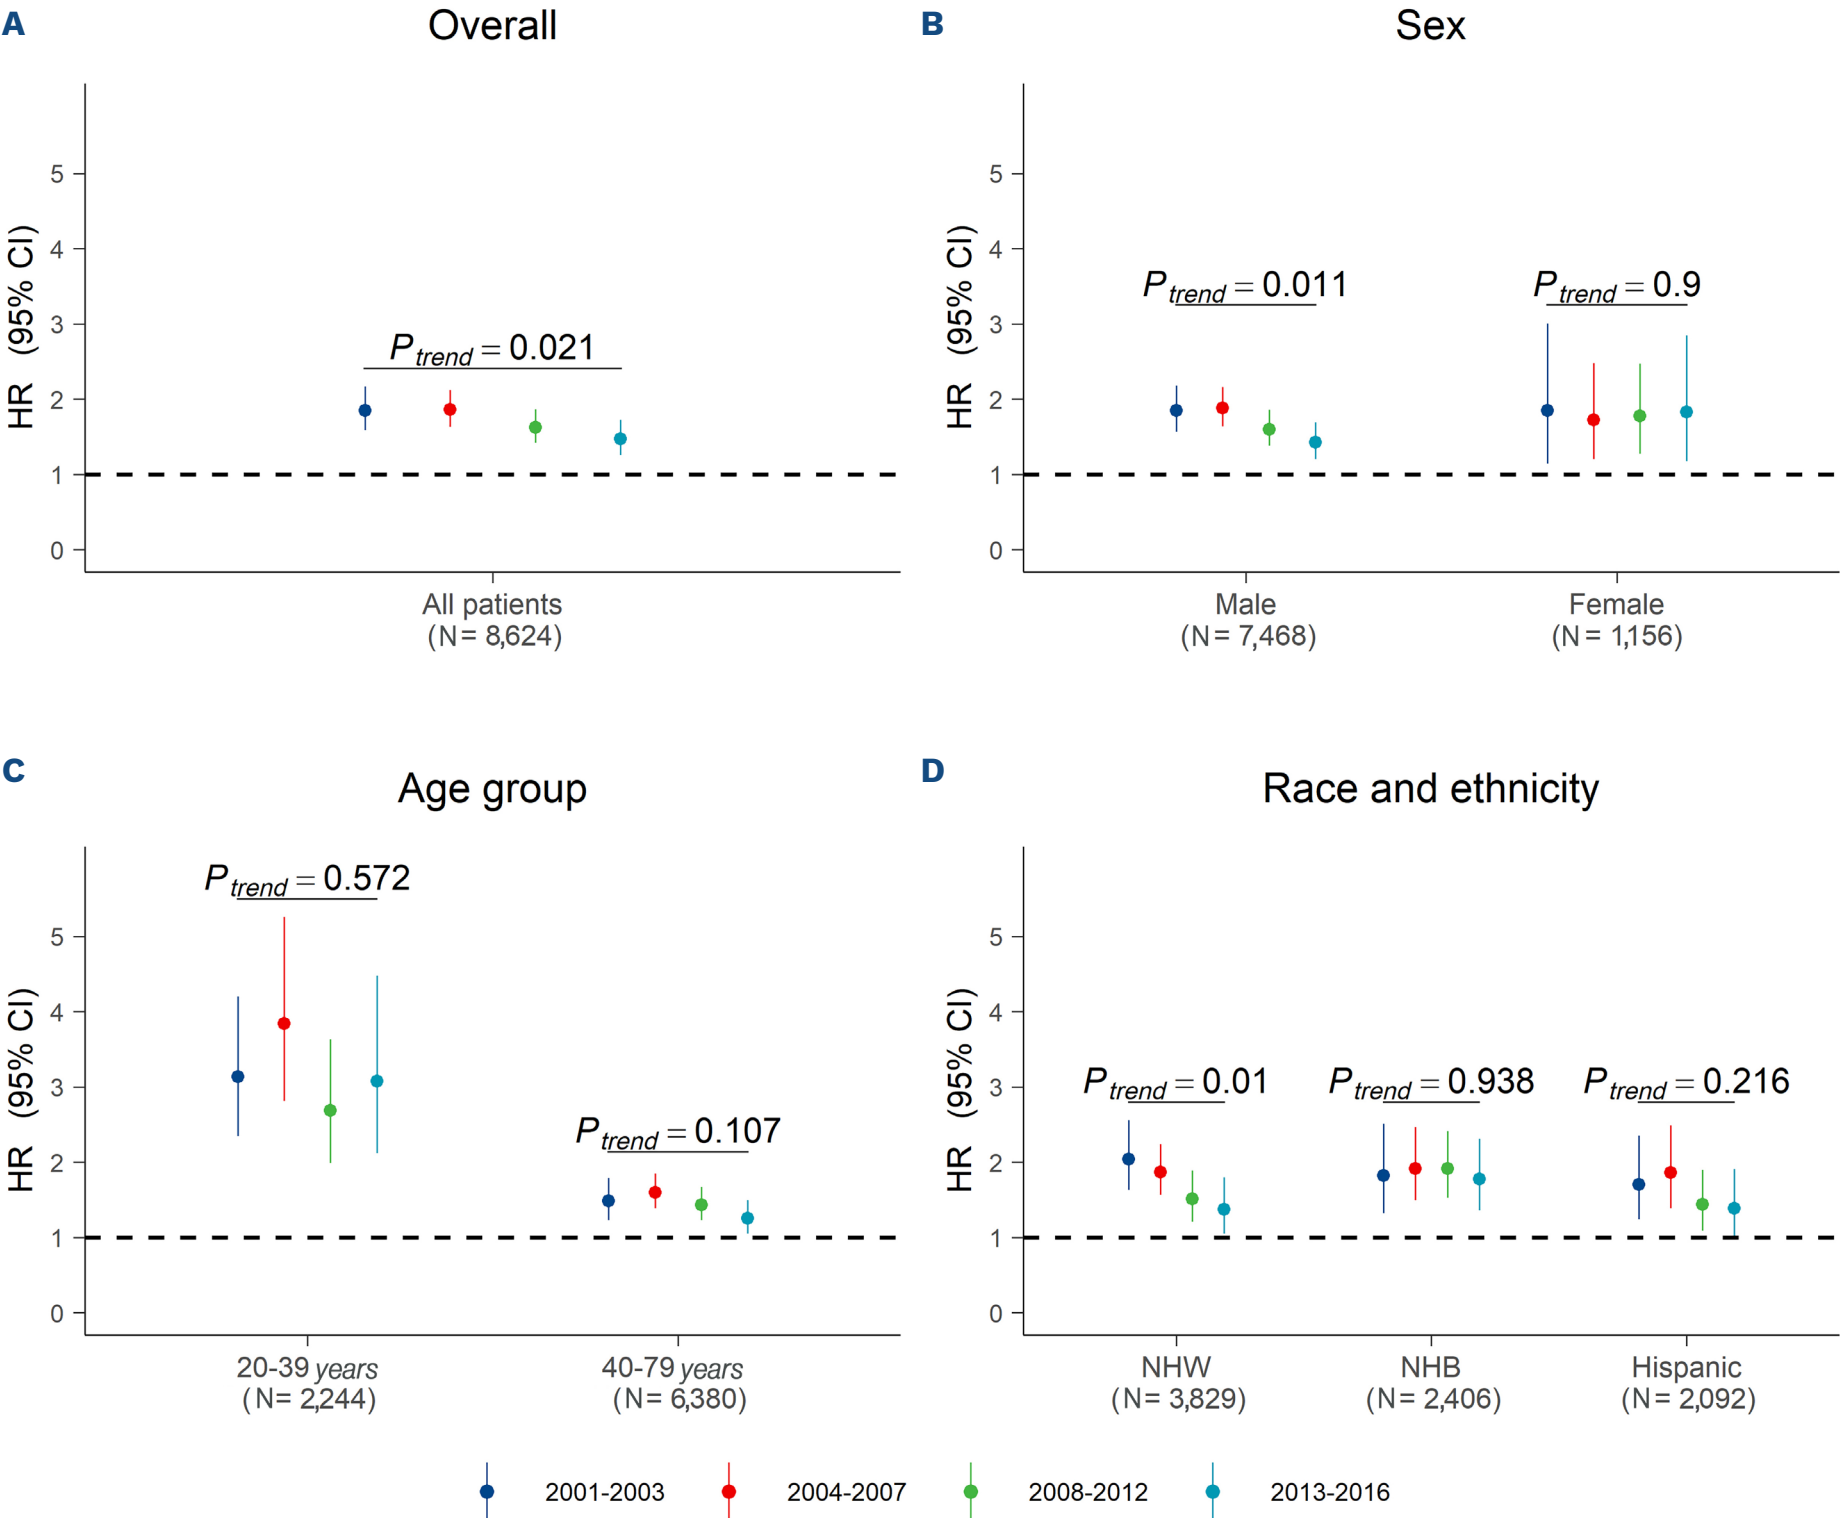 A
Overall
HR (95% CI)
5
4
3
2
1
0
P trend = 0.021
All patients
(N= 8,624)
B
Sex
HR (95% CI)
5
4
3
2
1
0
P trend = 0.011
P trend = 0.9
Male
(N= 7,468)
Female
(N= 1,156)
C
Age group
HR (95% CI)
5
4
3
2
1
0
P trend = 0.572
P trend = 0.107
20-39 years
(N= 2,244)
40-79 years
(N= 6,380)
D
Race and ethnicity
HR (95% CI)
5
4
3
2
1
0
P trend = 0.01
P trend = 0.938
P trend = 0.216
NHW
(N= 3,829)
NHB
(N= 2,406)
Hispanic
(N= 2,092)
2001-2003
2004-2007
2008-2012
2013-2016